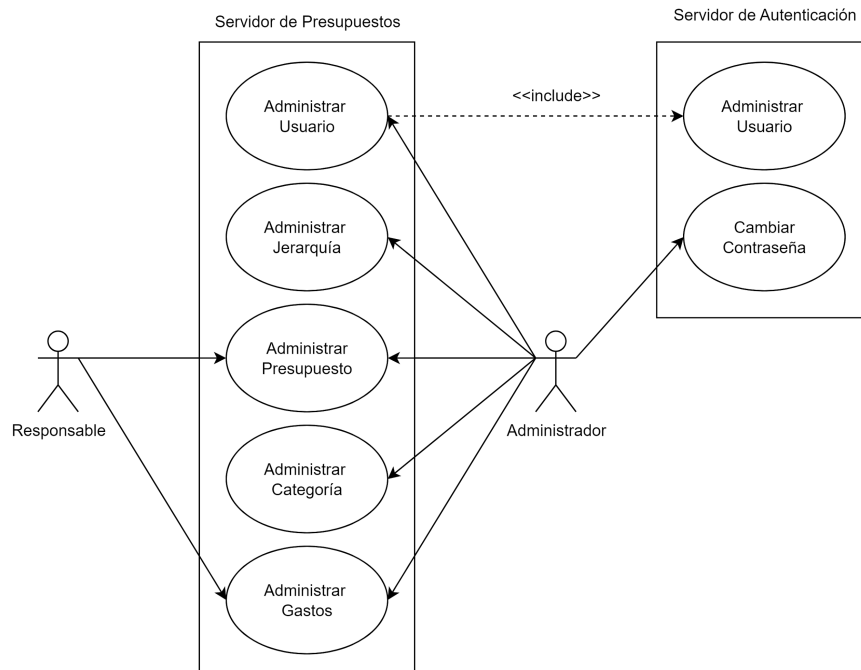 Servidor de Presupuestos
Servidor de Autenticación
Administrar
Usuario
<<include>>
Administrar
Usuario
Administrar
Jerarquía
Cambiar
Contraseña
Administrar
Presupuesto
Responsable
Administrador
Administrar
Categoría
Administrar
Gastos